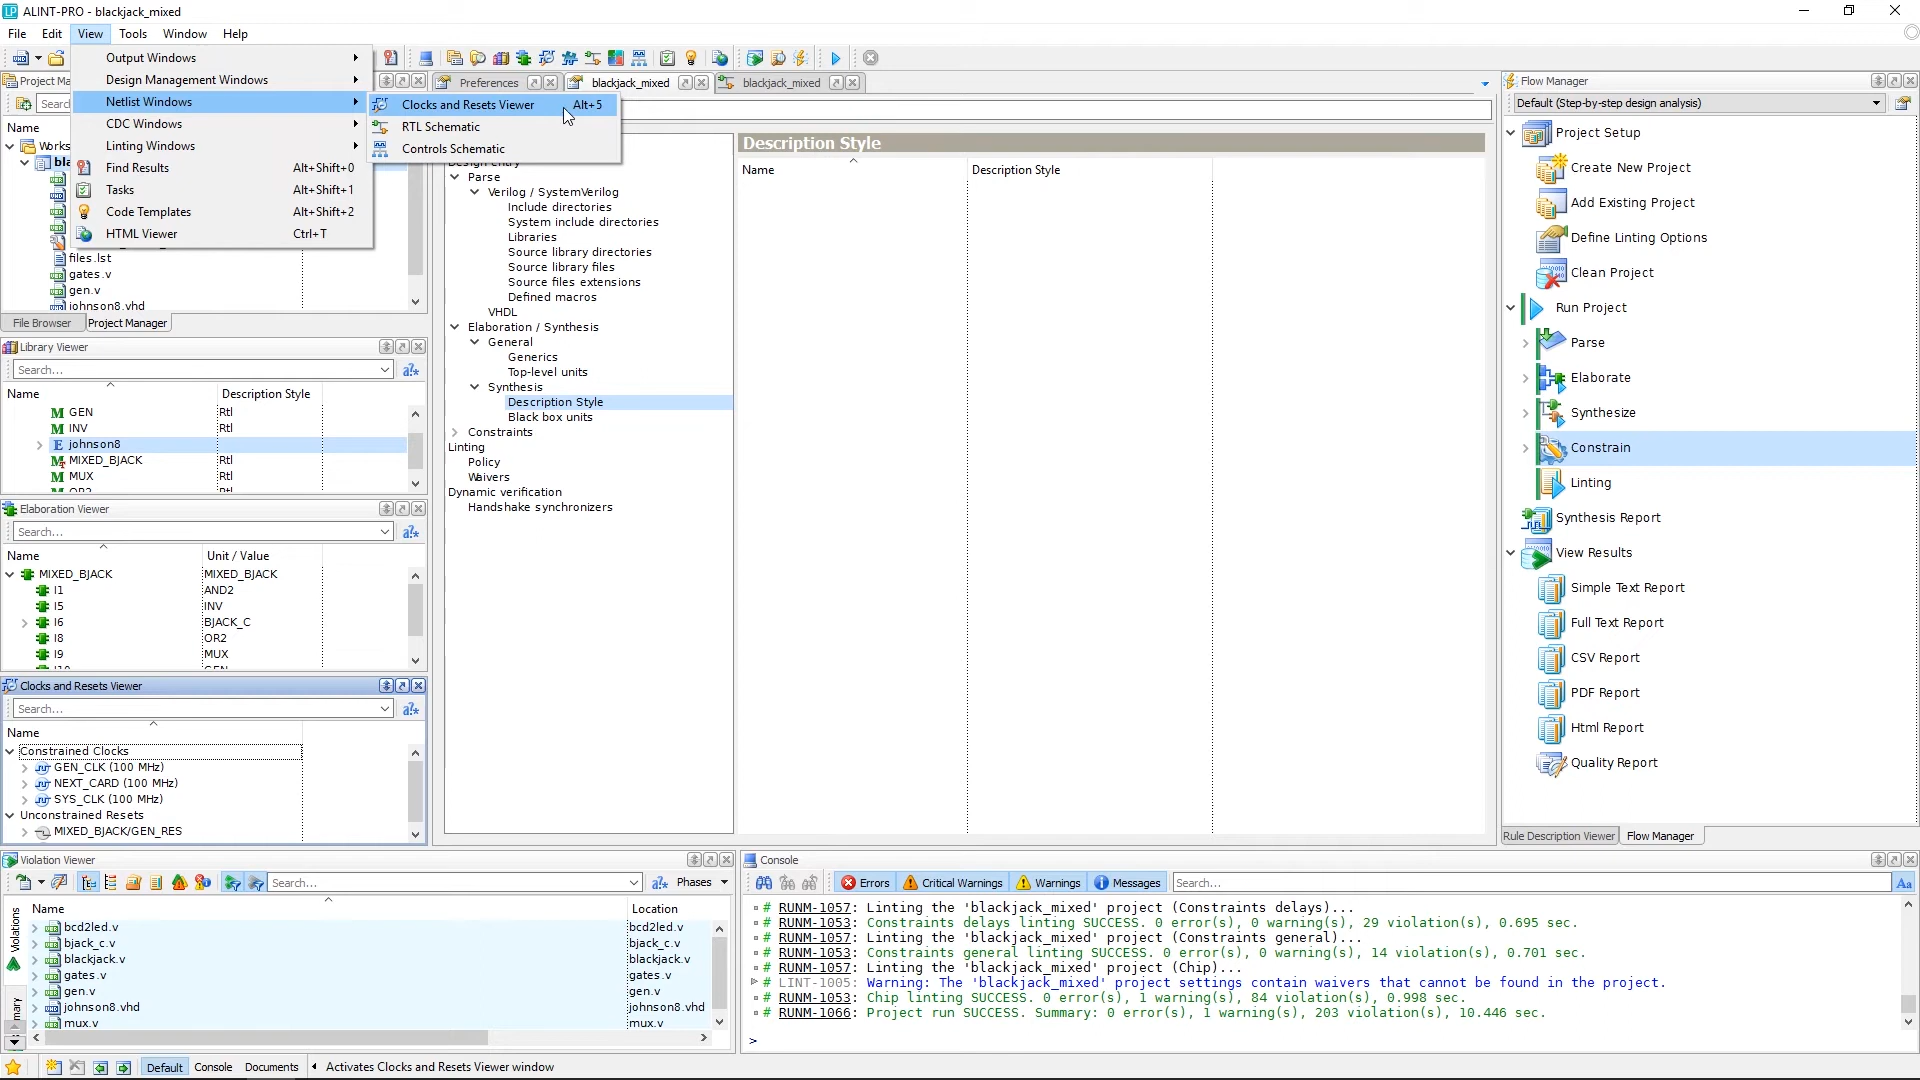 ALINT-PRO - blackjack_mixed
File Edit View Tools Window Help
Output Windows
Design Management Windows
Netlist Windows
CDC Windows
Linting Windows
Find Results Alt+Shift+0
Tasks Alt+Shift+1
Code Templates Alt+Shift+2
HTML Viewer Ctrl+T
Clocks and Resets Viewer Alt+5
RTL Schematic
Controls Schematic
Project Ma
Searc
Name
Works
bla
files.lst
gates.v
gen.v
johnson8.vhd
File Browser Project Manager
Library Viewer
Search...
Name Description Style
GEN Rtl
INV Rtl
johnson8
MIXED_BJACK Rtl
MUX Rtl
OR2 Rtl
Elaboration Viewer
Search...
Name Unit / Value
MIXED_BJACK MIXED_BJACK
I1 AND2
I5 INV
I6 BJACK_C
I8 OR2
I9 MUX
I10 GEN
Clocks and Resets Viewer
Search...
Name
Constrained Clocks
GEN_CLK (100 MHz)
NEXT_CARD (100 MHz)
SYS_CLK (100 MHz)
Unconstrained Resets
MIXED_BJACK/GEN_RES
Preferences blackjack_mixed blackjack_mixed
Design Entry
Parse
Verilog / SystemVerilog
Include directories
System include directories
Libraries
Source library directories
Source library files
Source files extensions
Defined macros
VHDL
Elaboration / Synthesis
General
Generics
Top-level units
Synthesis
Description Style
Black box units
Constraints
Linting
Policy
Waivers
Dynamic verification
Handshake synchronizers
Description Style
Name Description Style
Flow Manager
Default (Step-by-step design analysis)
Project Setup
Create New Project
Add Existing Project
Define Linting Options
Clean Project
Run Project
Parse
Elaborate
Synthesize
Constrain
Linting
Synthesis Report
View Results
Simple Text Report
Full Text Report
CSV Report
PDF Report
Html Report
Quality Report
Rule Description Viewer Flow Manager
Violation Viewer
Search... Phases
Violations
mmary
Name Location
bcd2led.v bcd2led.v
bjack_c.v bjack_c.v
blackjack.v blackjack.v
gates.v gates.v
gen.v gen.v
johnson8.vhd johnson8.vhd
mux.v mux.v
Console
Errors Critical Warnings Warnings Messages Search...
# RUNM-1057: Linting the 'blackjack_mixed' project (Constraints delays)...
# RUNM-1053: Constraints delays linting SUCCESS. 0 error(s), 0 warning(s), 29 violation(s), 0.695 sec.
# RUNM-1057: Linting the 'blackjack_mixed' project (Constraints general)...
# RUNM-1053: Constraints general linting SUCCESS. 0 error(s), 0 warning(s), 14 violation(s), 0.701 sec.
# RUNM-1057: Linting the 'blackjack_mixed' project (Chip)...
# LINT-1005: Warning: The 'blackjack_mixed' project settings contain waivers that cannot be found in the project.
# RUNM-1053: Chip linting SUCCESS. 0 error(s), 1 warning(s), 84 violation(s), 0.998 sec.
# RUNM-1066: Project run SUCCESS. Summary: 0 error(s), 1 warning(s), 203 violation(s), 10.446 sec.
>
Default Console Documents Activates Clocks and Resets Viewer window